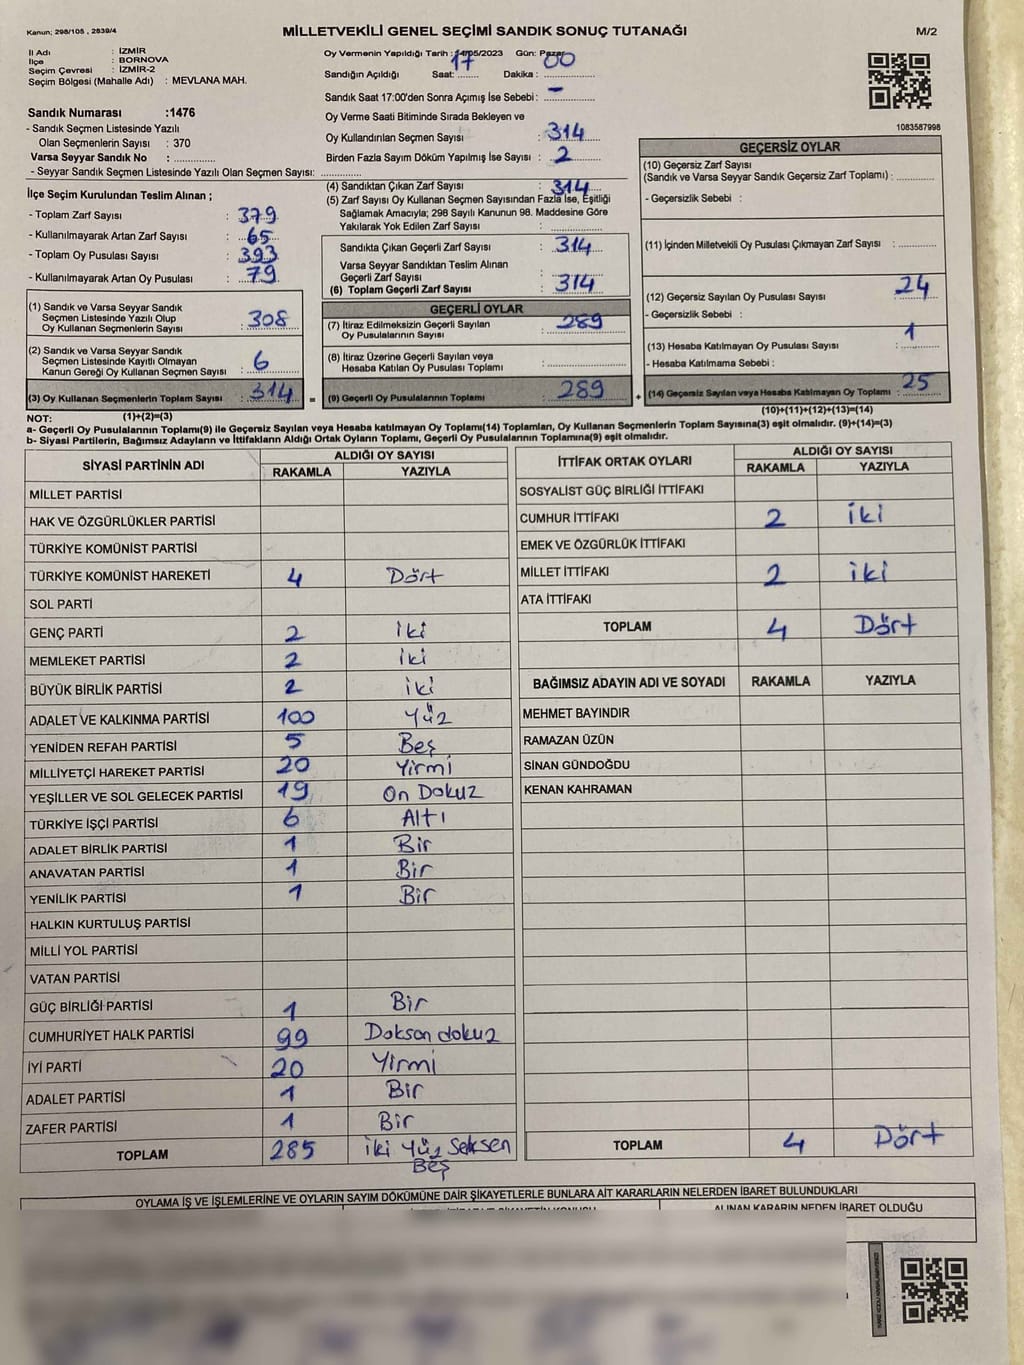 Kanun; 298/105 , 2839/4
MİLLETVEKİLİ GENEL SEÇİMİ SANDIK SONUÇ TUTANAĞI
M/2
İl Adı : İZMİR
İlçe : BORNOVA
Seçim Çevresi : İZMİR-2
Seçim Bölgesi (Mahalle Adı) : MEVLANA MAH.
Sandık Numarası :1476
- Sandık Seçmen Listesinde Yazılı
Olan Seçmenlerin Sayısı : 370
Varsa Seyyar Sandık No : .............
- Seyyar Sandık Seçmen Listesinde Yazılı Olan Seçmen Sayısı: .............
Oy Vermenin Yapıldığı Tarih : 14/05/2023 Gün: Pazar
Sandığın Açıldığı Saat: 17 Dakika : 00
Sandık Saat 17:00'den Sonra Açımış İse Sebebi : -
Oy Verme Saati Bitiminde Sırada Bekleyen ve
Oy Kullandırılan Seçmen Sayısı : 314
Birden Fazla Sayım Döküm Yapılmış İse Sayısı : 2
1083587998
İlçe Seçim Kurulundan Teslim Alınan ;
- Toplam Zarf Sayısı : 379
- Kullanılmayarak Artan Zarf Sayısı : 65
- Toplam Oy Pusulası Sayısı : 393
- Kullanılmayarak Artan Oy Pusulası : 79
(4) Sandıktan Çıkan Zarf Sayısı : 314
(5) Zarf Sayısı Oy Kullanan Seçmen Sayısından Fazla İse, Eşitliği
Sağlamak Amacıyla; 298 Sayılı Kanunun 98. Maddesine Göre
Yakılarak Yok Edilen Zarf Sayısı : .............
Sandıkta Çıkan Geçerli Zarf Sayısı : 314
Varsa Seyyar Sandıktan Teslim Alınan
Geçerli Zarf Sayısı : .............
(6) Toplam Geçerli Zarf Sayısı : 314
GEÇERSİZ OYLAR
(10) Geçersiz Zarf Sayısı
(Sandık ve Varsa Seyyar Sandık Geçersiz Zarf Toplamı) : .............
- Geçersizlik Sebebi :
(11) İçinden Milletvekili Oy Pusulası Çıkmayan Zarf Sayısı : .............
(12) Geçersiz Sayılan Oy Pusulası Sayısı : 24
- Geçersizlik Sebebi :
(13) Hesaba Katılmayan Oy Pusulası Sayısı : 1
- Hesaba Katılmama Sebebi :
(14) Geçersiz Sayılan veya Hesaba Katılmayan Oy Toplamı : 25
(10)+(11)+(12)+(13)=(14)
(1) Sandık ve Varsa Seyyar Sandık
Seçmen Listesinde Yazılı Olup
Oy Kullanan Seçmenlerin Sayısı : 308
(2) Sandık ve Varsa Seyyar Sandık
Seçmen Listesinde Kayıtlı Olmayan
Kanun Gereği Oy Kullanan Seçmen Sayısı : 6
(3) Oy Kullanan Seçmenlerin Toplam Sayısı : 314 =
(1)+(2)=(3)
GEÇERLİ OYLAR
(7) İtiraz Edilmeksizin Geçerli Sayılan
Oy Pusulalarının Sayısı : 289
(8) İtiraz Üzerine Geçerli Sayılan veya
Hesaba Katılan Oy Pusulası Toplamı : .............
(9) Geçerli Oy Pusulalarının Toplamı : 289 +
NOT:
a- Geçerli Oy Pusulalarının Toplamı(9) ile Geçersiz Sayılan veya Hesaba katılmayan Oy Toplamı(14) Toplamları, Oy Kullanan Seçmenlerin Toplam Sayısına(3) eşit olmalıdır. (9)+(14)=(3)
b- Siyasi Partilerin, Bağımsız Adayların ve İttifakların Aldığı Ortak Oyların Toplamı, Geçerli Oy Pusulalarının Toplamına(9) eşit olmalıdır.
SİYASİ PARTİNİN ADI ALDIĞI OY SAYISI
RAKAMLA YAZIYLA
MİLLET PARTİSİ
HAK VE ÖZGÜRLÜKLER PARTİSİ
TÜRKİYE KOMÜNİST PARTİSİ
TÜRKİYE KOMÜNİST HAREKETİ 4 Dört
SOL PARTİ
GENÇ PARTİ 2 iki
MEMLEKET PARTİSİ 2 iki
BÜYÜK BİRLİK PARTİSİ 2 iki
ADALET VE KALKINMA PARTİSİ 100 Yüz
YENİDEN REFAH PARTİSİ 5 Beş
MİLLİYETÇİ HAREKET PARTİSİ 20 Yirmi
YEŞİLLER VE SOL GELECEK PARTİSİ 19 On Dokuz
TÜRKİYE İŞÇİ PARTİSİ 6 Altı
ADALET BİRLİK PARTİSİ 1 Bir
ANAVATAN PARTİSİ 1 Bir
YENİLİK PARTİSİ 1 Bir
HALKIN KURTULUŞ PARTİSİ
MİLLİ YOL PARTİSİ
VATAN PARTİSİ
GÜÇ BİRLİĞİ PARTİSİ 1 Bir
CUMHURİYET HALK PARTİSİ 99 Doksan dokuz
İYİ PARTİ 20 Yirmi
ADALET PARTİSİ 1 Bir
ZAFER PARTİSİ 1 Bir
TOPLAM 285 iki Yüz Seksen
Beş
İTTİFAK ORTAK OYLARI ALDIĞI OY SAYISI
RAKAMLA YAZIYLA
SOSYALİST GÜÇ BİRLİĞİ İTTİFAKI
CUMHUR İTTİFAKI 2 iki
EMEK VE ÖZGÜRLÜK İTTİFAKI
MİLLET İTTİFAKI 2 iki
ATA İTTİFAKI
TOPLAM 4 Dört
BAĞIMSIZ ADAYIN ADI VE SOYADI RAKAMLA YAZIYLA
MEHMET BAYINDIR
RAMAZAN ÜZÜN
SİNAN GÜNDOĞDU
KENAN KAHRAMAN
TOPLAM 4 Dört
OYLAMA İŞ VE İŞLEMLERİNE VE OYLARIN SAYIM DÖKÜMÜNE DAİR ŞİKAYETLERLE BUNLARA AİT KARARLARIN NELERDEN İBARET BULUNDUKLARI
ALINAN KARARIN NEDEN İBARET OLDUĞU